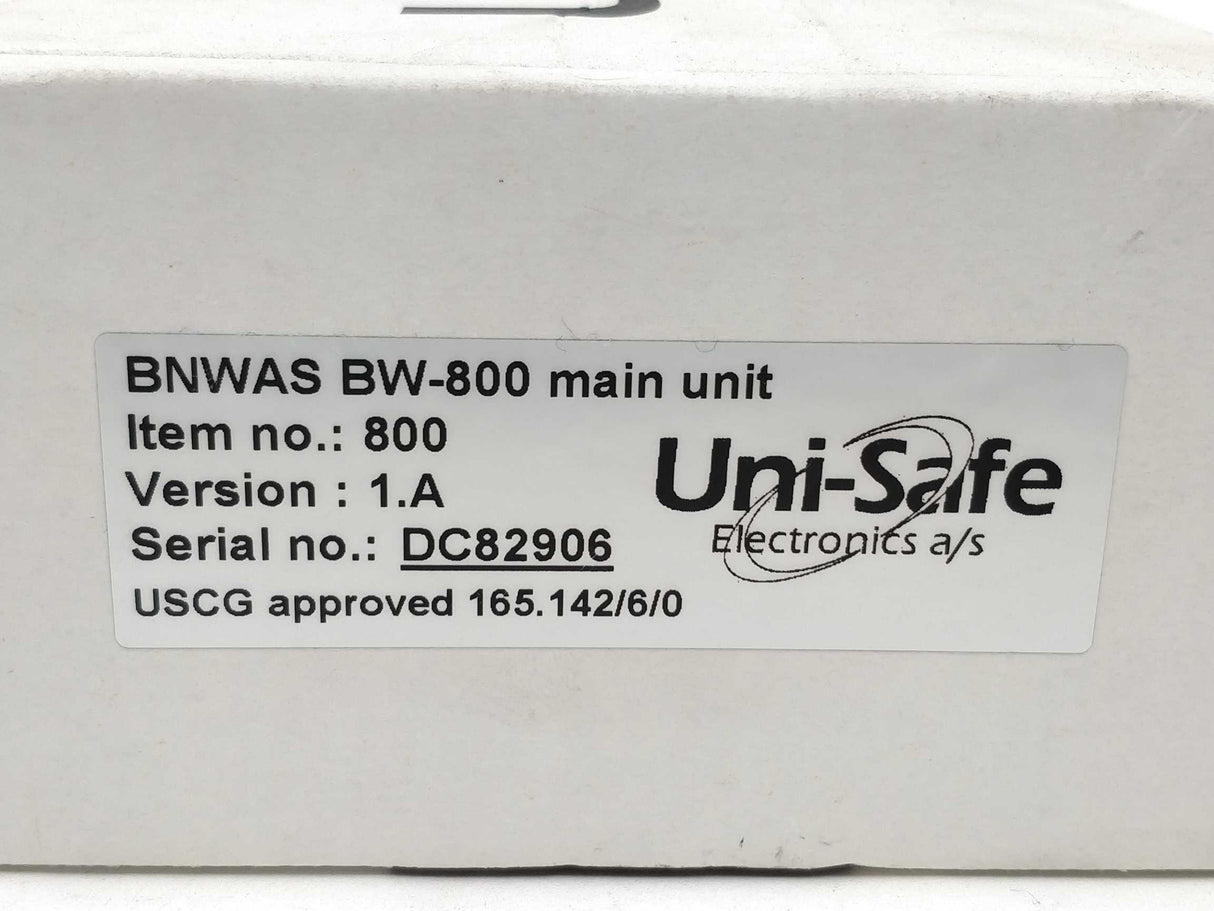 BNWAS BW-800 main unit
Item no.: 800
Version : 1.A
Serial no.: DC82906
USCG approved 165.142/6/0
Uni-Safe
Electronics a/s